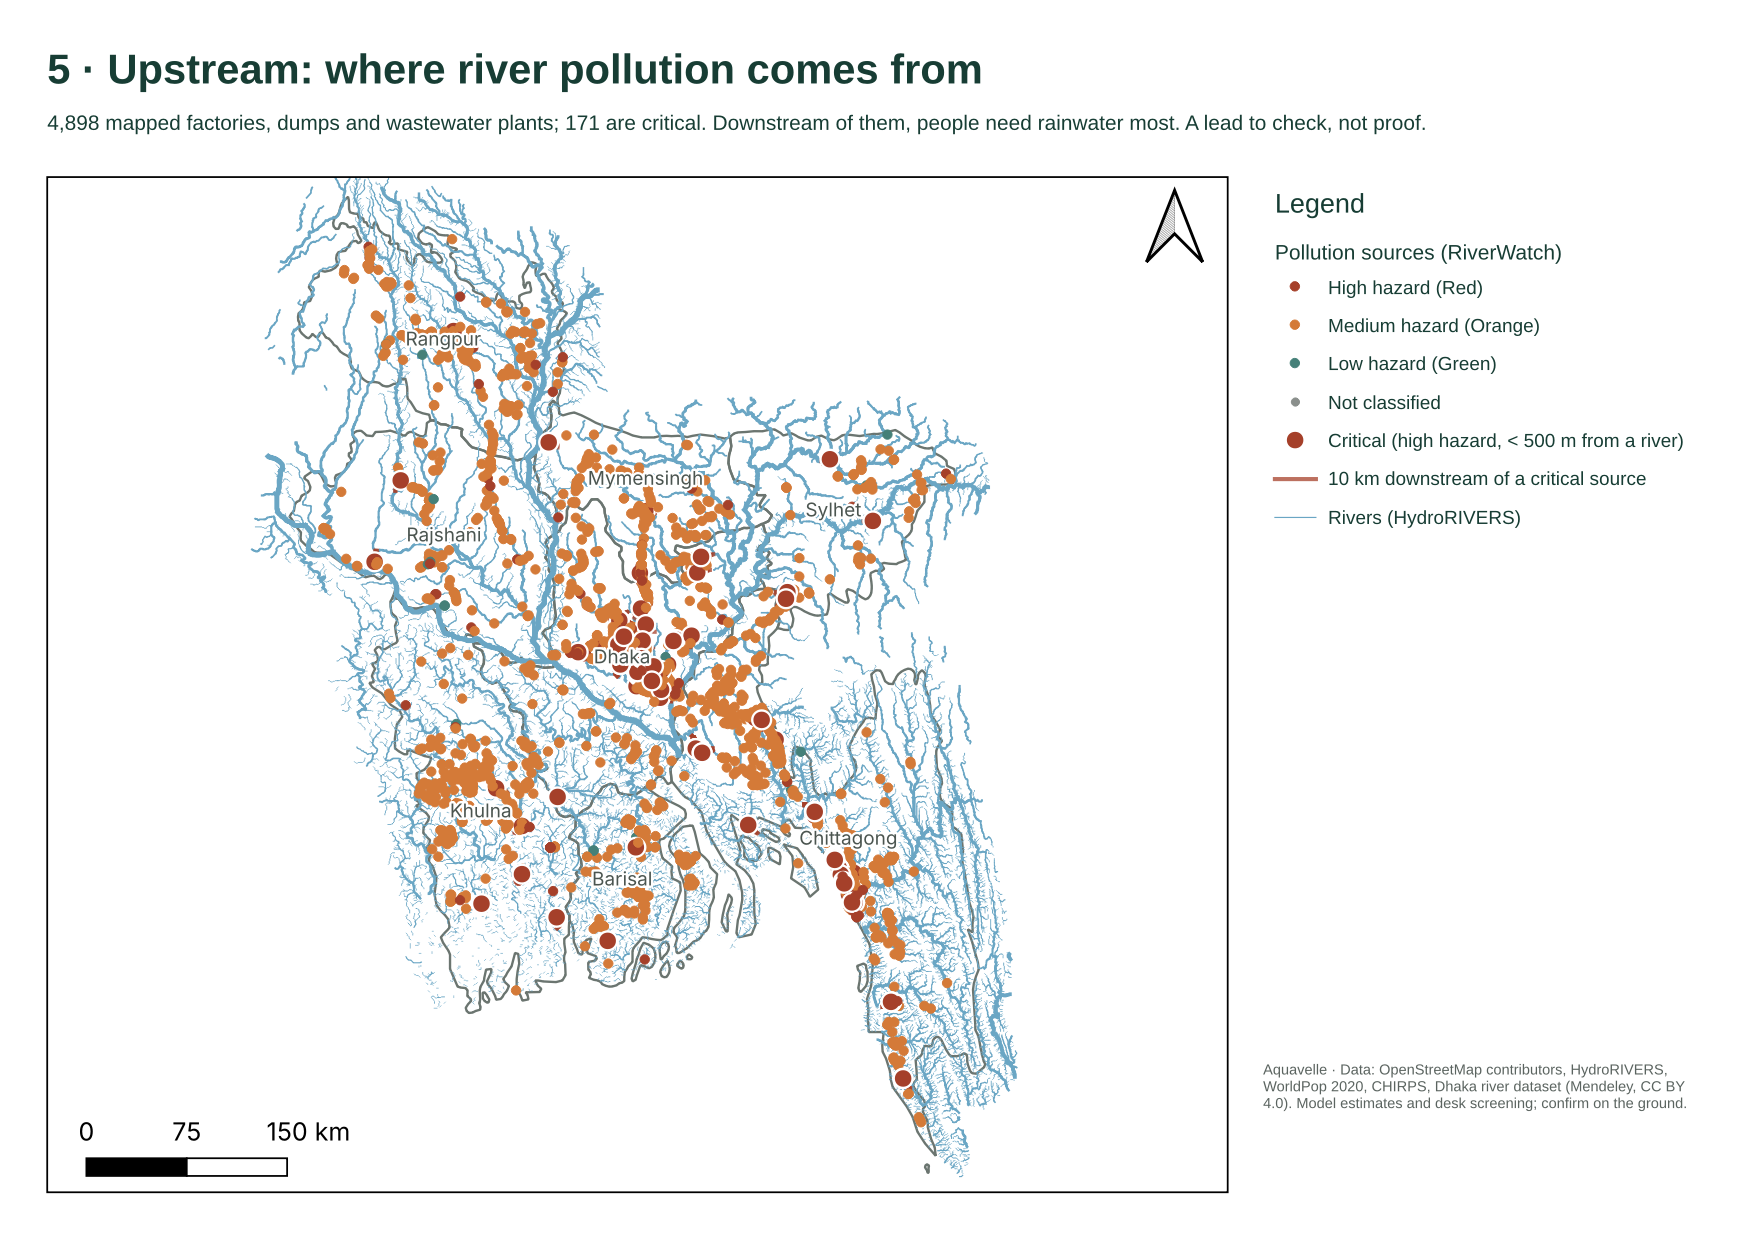 5 · Upstream: where river pollution comes from
4,898 mapped factories, dumps and wastewater plants; 171 are critical. Downstream of them, people need rainwater most. A lead to check, not proof.
Legend
Pollution sources (RiverWatch)
High hazard (Red)
Medium hazard (Orange)
Low hazard (Green)
Not classified
Critical (high hazard, < 500 m from a river)
10 km downstream of a critical source
Rivers (HydroRIVERS)
Rangpur
Mymensingh
Sylhet
Rajshahi
Dhaka
Khulna
Chittagong
Barisal
0 75 150 km
Aquavelle · Data: OpenStreetMap contributors, HydroRIVERS,
WorldPop 2020, CHIRPS, Dhaka river dataset (Mendeley, CC BY
4.0). Model estimates and desk screening; confirm on the ground.